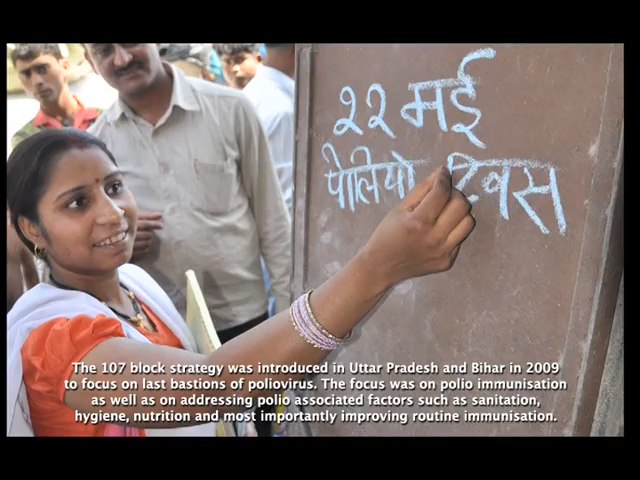 २२ मई
पोलियो दिवस
The 107 block strategy was introduced in Uttar Pradesh and Bihar in 2009
to focus on last bastions of poliovirus. The focus was on polio immunisation
as well as on addressing polio associated factors such as sanitation,
hygiene, nutrition and most importantly improving routine immunisation.